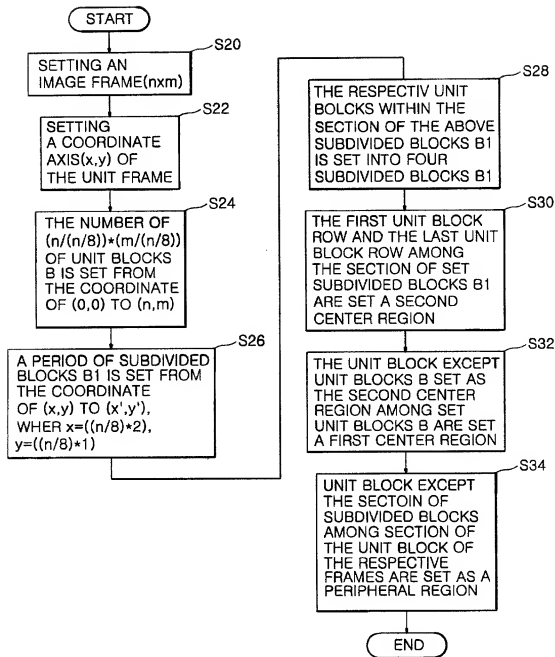 START
S20
SETTING AN
IMAGE FRAME(nxm)
S22
SETTING
A COORDINATE
AXIS(x,y) OF
THE UNIT FRAME
S24
THE NUMBER OF
(n/(n/8))*(m/(n/8))
OF UNIT BLOCKS
B IS SET FROM
THE COORDINATE
OF (0,0) TO (n,m)
S26
A PERIOD OF SUBDIVIDED
BLOCKS B1 IS SET FROM
THE COORDINATE
OF (x,y) TO (x',y'),
WHER x=((n/8)*2),
y=((n/8)*1)
S28
THE RESPECTIV UNIT
BOLCKS WITHIN THE
SECTION OF THE ABOVE
SUBDIVIDED BLOCKS B1
IS SET INTO FOUR
SUBDIVIDED BLOCKS B1
S30
THE FIRST UNIT BLOCK
ROW AND THE LAST UNIT
BLOCK ROW AMONG
THE SECTION OF SET
SUBDIVIDED BLOCKS B1
ARE SET A SECOND
CENTER REGION
S32
THE UNIT BLOCK EXCEPT
UNIT BLOCKS B SET AS
THE SECOND CENTER
REGION AMONG SET
UNIT BLOCKS B ARE SET
A FIRST CENTER REGION
S34
UNIT BLOCK EXCEPT
THE SECTOIN OF
SUBDIVIDED BLOCKS
AMONG SECTION OF
THE UNIT BLOCK OF
THE RESPECTIVE
FRAMES ARE SET AS A
PERIPHERAL REGION
END